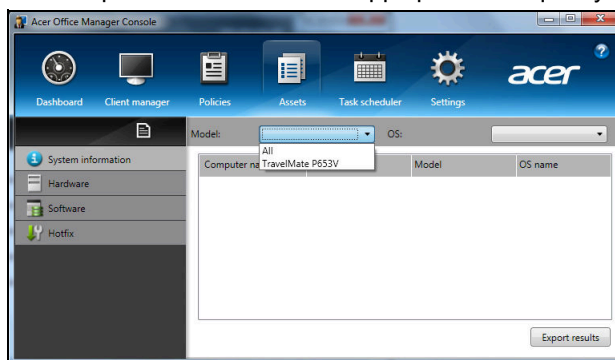 Acer Office Manager Console
acer
Dashboard Client manager Policies Assets Task scheduler Settings
Model: OS:
All
TravelMate P653V
System information
Computer na Model OS name
Hardware
Software
Hotfix
Export results